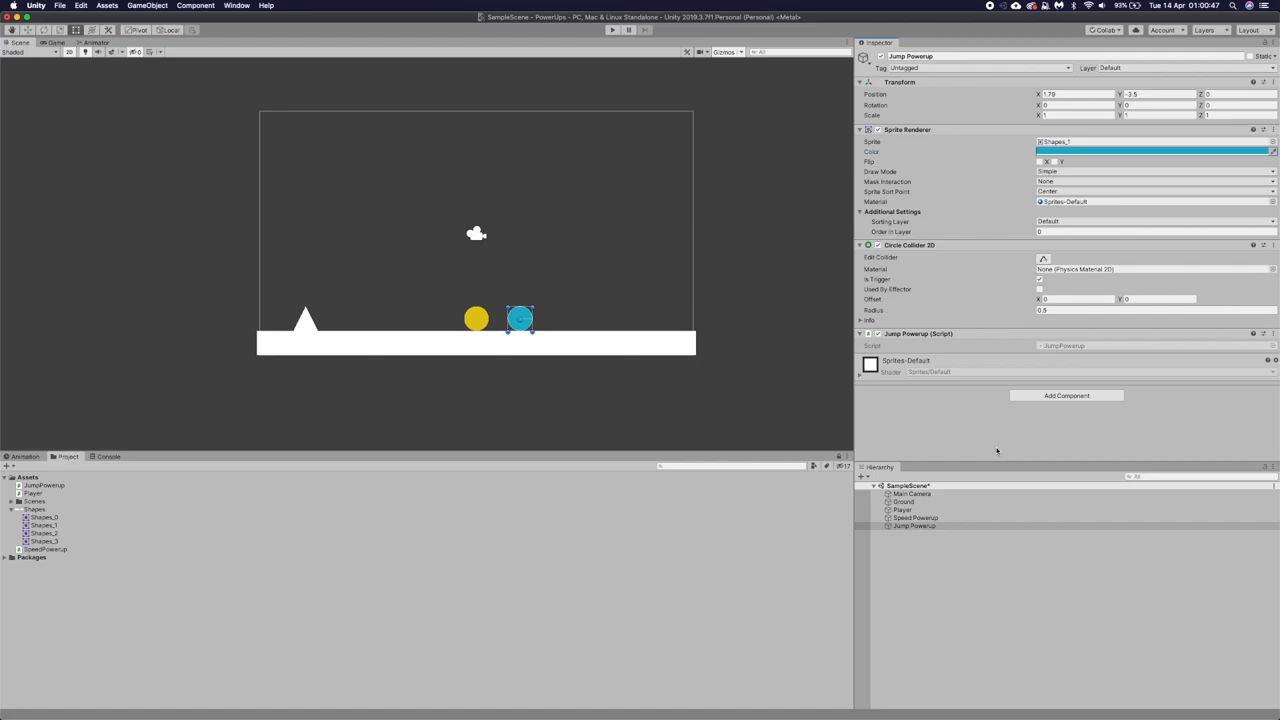 Unity File Edit Assets GameObject Component Window Help
93% Tue 14 Apr 01:00:47
SampleScene - PowerUps - PC, Mac & Linux Standalone - Unity 2019.3.7f1 Personal (Personal) <Metal>
Pivot Local
Collab Account Layers Layout
Scene Game Animator
Shaded 2D Gizmos All
Inspector
Jump Powerup Static
Tag Untagged Layer Default
Transform
Position X 1.79 Y -3.5 Z 0
Rotation X 0 Y 0 Z 0
Scale X 1 Y 1 Z 1
Sprite Renderer
Sprite Shapes_1
Color
Flip X Y
Draw Mode Simple
Mask Interaction None
Sprite Sort Point Center
Material Sprites-Default
Additional Settings
Sorting Layer Default
Order in Layer 0
Circle Collider 2D
Edit Collider
Material None (Physics Material 2D)
Is Trigger
Used By Effector
Offset X 0 Y 0
Radius 0.5
Info
Jump Powerup (Script)
Script JumpPowerup
Sprites-Default
Shader Sprites/Default
Add Component
Animation Project Console
17
Assets
JumpPowerup
Player
Scenes
Shapes
Shapes_0
Shapes_1
Shapes_2
Shapes_3
SpeedPowerup
Packages
Hierarchy
All
SampleScene*
Main Camera
Ground
Player
Speed Powerup
Jump Powerup